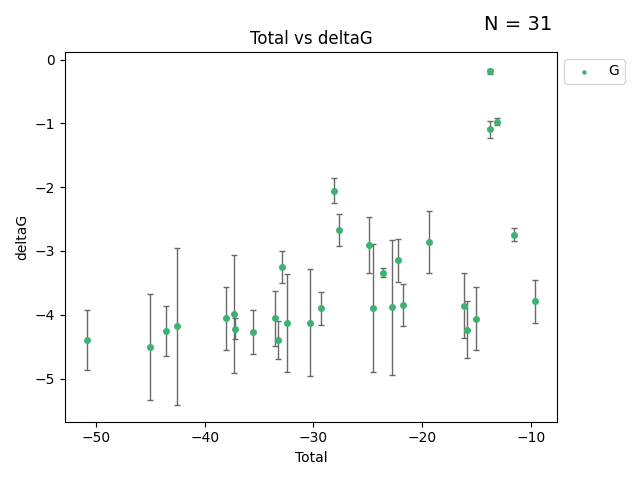 N = 31
Total vs deltaG
G
deltaG
0
−1
−2
−3
−4
−5
−50 −40 −30 −20 −10
Total